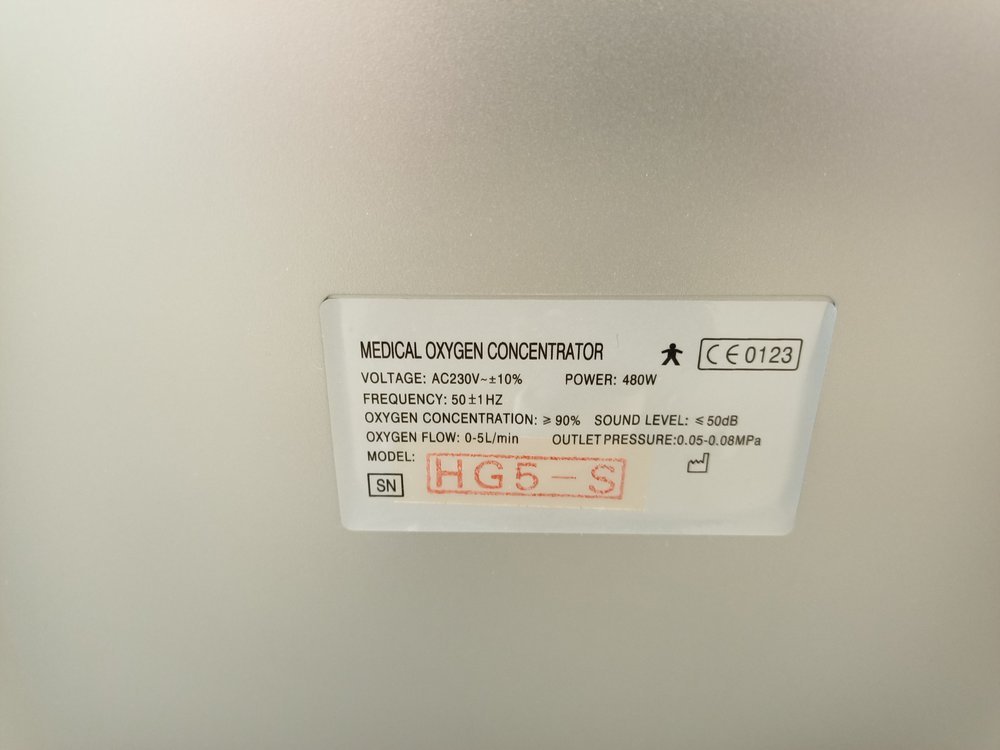 MEDICAL OXYGEN CONCENTRATOR CE 0123
VOLTAGE: AC230V~±10% POWER: 480W
FREQUENCY: 50±1HZ
OXYGEN CONCENTRATION: ≥90% SOUND LEVEL: ≤50dB
OXYGEN FLOW: 0-5L/min OUTLET PRESSURE:0.05-0.08MPa
MODEL: HG5-S
SN